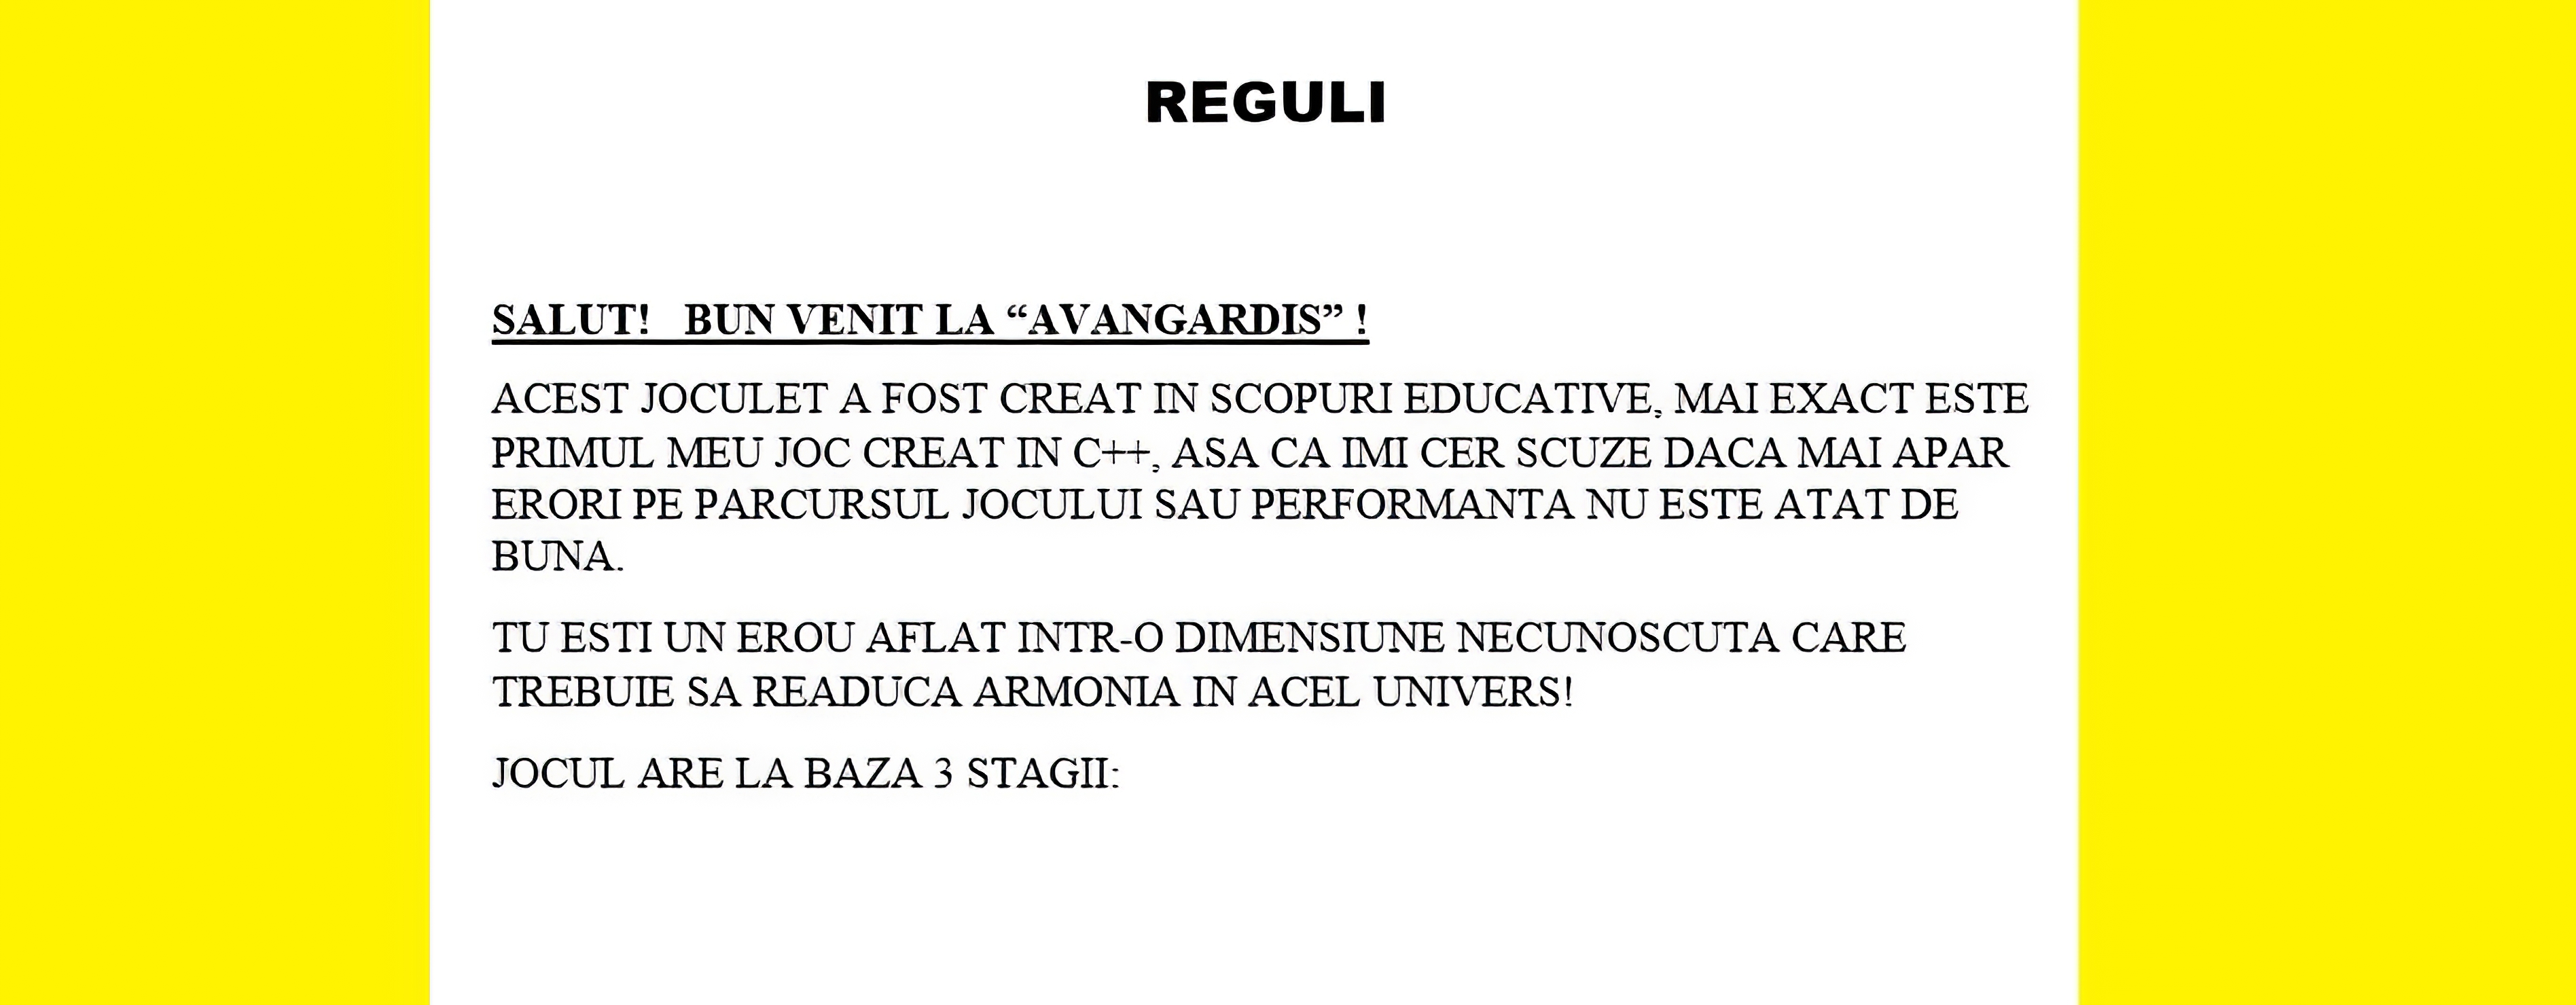 REGULI
SALUT!   BUN VENIT LA “AVANGARDIS” !
ACEST JOCULET A FOST CREAT IN SCOPURI EDUCATIVE, MAI EXACT ESTE
PRIMUL MEU JOC CREAT IN C++, ASA CA IMI CER SCUZE DACA MAI APAR
ERORI PE PARCURSUL JOCULUI SAU PERFORMANTA NU ESTE ATAT DE
BUNA.
TU ESTI UN EROU AFLAT INTR-O DIMENSIUNE NECUNOSCUTA CARE
TREBUIE SA READUCA ARMONIA IN ACEL UNIVERS!
JOCUL ARE LA BAZA 3 STAGII: